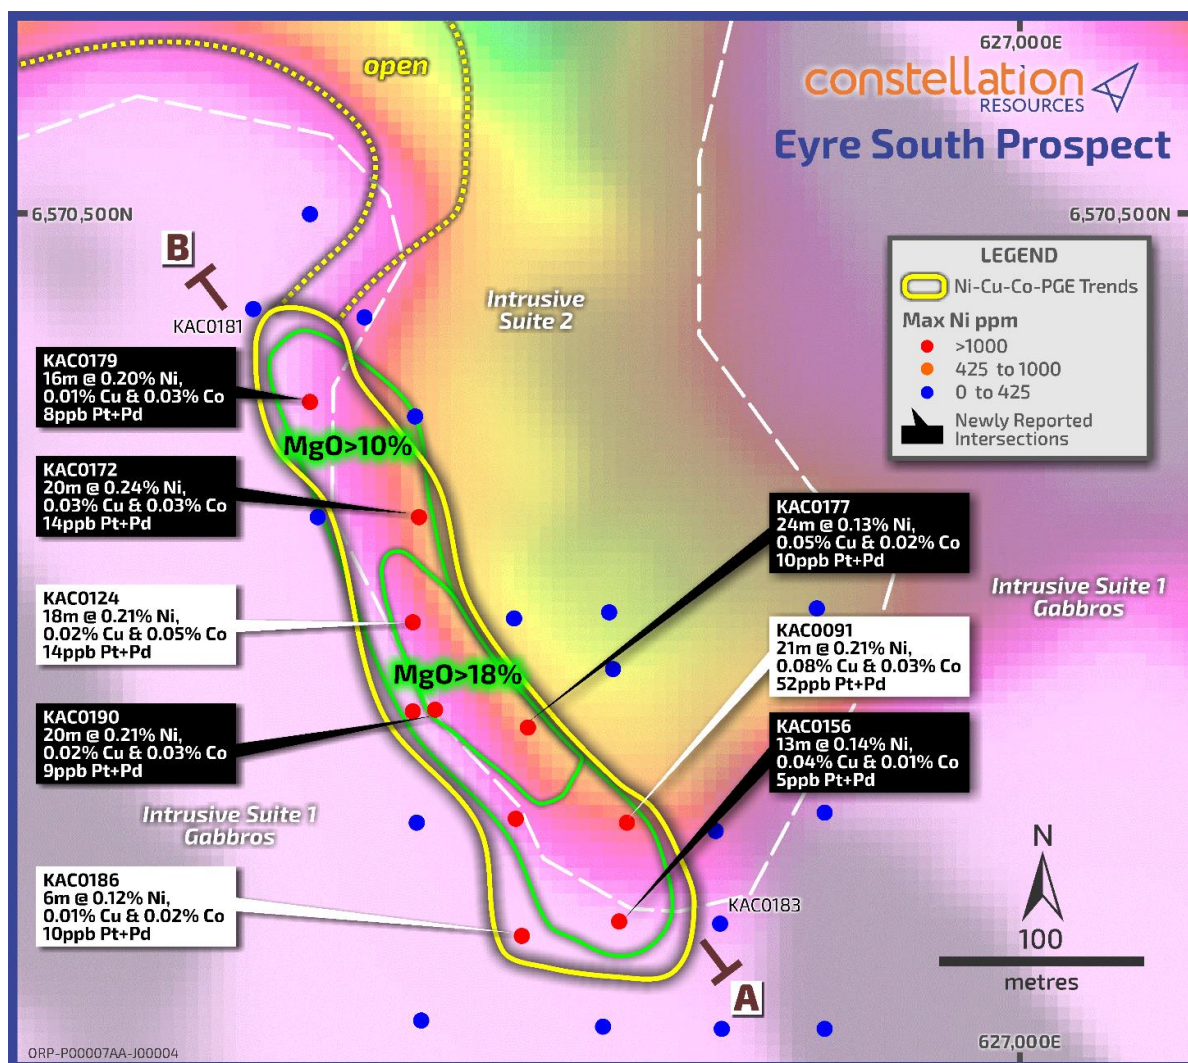 627,000E
constellation
RESOURCES
Eyre South Prospect
open
6,570,500N
6,570,500N
B
KAC0181
Intrusive
Suite 2
LEGEND
Ni-Cu-Co-PGE Trends
Max Ni ppm
>1000
425 to 1000
0 to 425
Newly Reported
Intersections
KAC0179
16m @ 0.20% Ni,
0.01% Cu & 0.03% Co
8ppb Pt+Pd
MgO>10%
KAC0172
20m @ 0.24% Ni,
0.03% Cu & 0.03% Co
14ppb Pt+Pd
KAC0177
24m @ 0.13% Ni,
0.05% Cu & 0.02% Co
10ppb Pt+Pd
Intrusive Suite 1
Gabbros
KAC0124
18m @ 0.21% Ni,
0.02% Cu & 0.05% Co
14ppb Pt+Pd
KAC0091
21m @ 0.21% Ni,
0.08% Cu & 0.03% Co
52ppb Pt+Pd
MgO>18%
KAC0190
20m @ 0.21% Ni,
0.02% Cu & 0.03% Co
9ppb Pt+Pd
KAC0156
13m @ 0.14% Ni,
0.04% Cu & 0.01% Co
5ppb Pt+Pd
Intrusive Suite 1
Gabbros
KAC0186
6m @ 0.12% Ni,
0.01% Cu & 0.02% Co
10ppb Pt+Pd
KAC0183
A
N
100
metres
627,000E
ORP-P00007AA-J00004